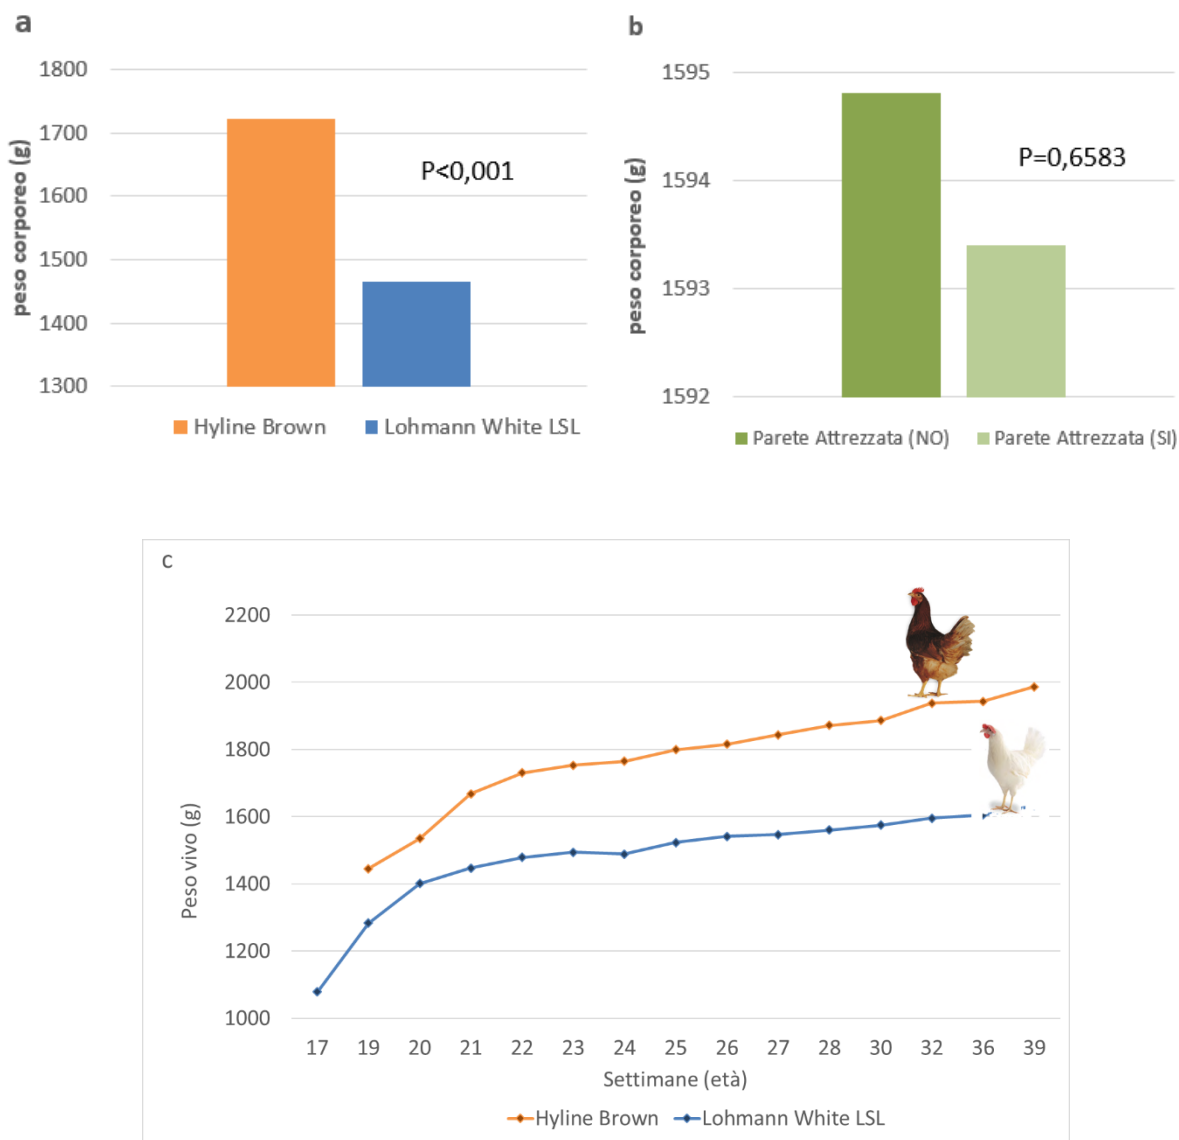 a
1800
1700
1600
1500
1400
1300
peso corporeo (g)
P<0,001
Hyline Brown Lohmann White LSL
b
1595
1594
1593
1592
peso corporeo (g)
P=0,6583
Parete Attrezzata (NO) Parete Attrezzata (SI)
c
2200
2000
1800
1600
1400
1200
1000
Peso vivo (g)
17 19 20 21 22 23 24 25 26 27 28 30 32 36 39
Settimane (età)
Hyline Brown Lohmann White LSL